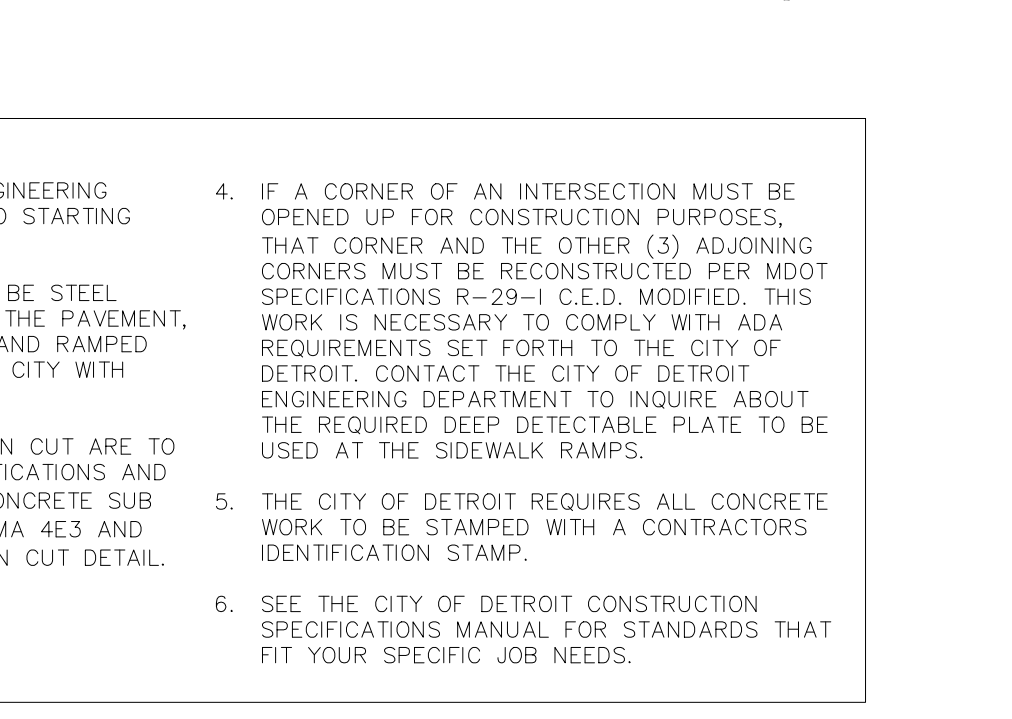 GINEERING
STARTING
BE STEEL
THE PAVEMENT,
AND RAMPED
CITY WITH
N CUT ARE TO
AND
SUB
4E3 AND
N CUT DETAIL.
4. IF A CORNER OF AN INTERSECTION MUST BE
OPENED UP FOR CONSTRUCTION PURPOSES,
THAT CORNER AND THE OTHER (3) ADJOINING
CORNERS MUST BE RECONSTRUCTED PER MDOT
SPECIFICATIONS R-29-I C.E.D. MODIFIED. THIS
WORK IS NECESSARY TO COMPLY WITH ADA
REQUIREMENTS SET FORTH TO THE CITY OF
DETROIT. CONTACT THE CITY OF DETROIT
ENGINEERING DEPARTMENT TO INQUIRE ABOUT
THE REQUIRED DEEP DETECTABLE PLATE TO BE
USED AT THE SIDEWALK RAMPS.
5. THE CITY OF DETROIT REQUIRES ALL CONCRETE
WORK TO BE STAMPED WITH A CONTRACTORS
IDENTIFICATION STAMP.
6. SEE THE CITY OF DETROIT CONSTRUCTION
SPECIFICATIONS MANUAL FOR STANDARDS THAT
FIT YOUR SPECIFIC JOB NEEDS.